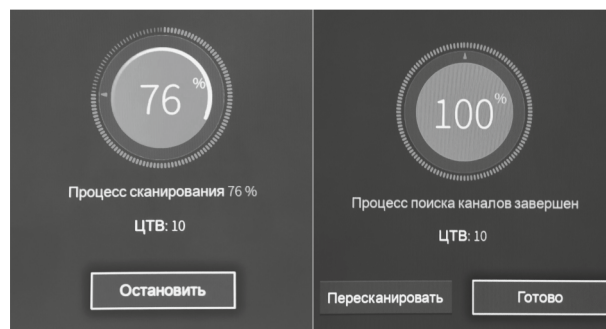 76 %
Процесс сканирования 76 %
ЦТВ: 10
Остановить
100 %
Процесс поиска каналов завершен
ЦТВ: 10
Пересканировать
Готово